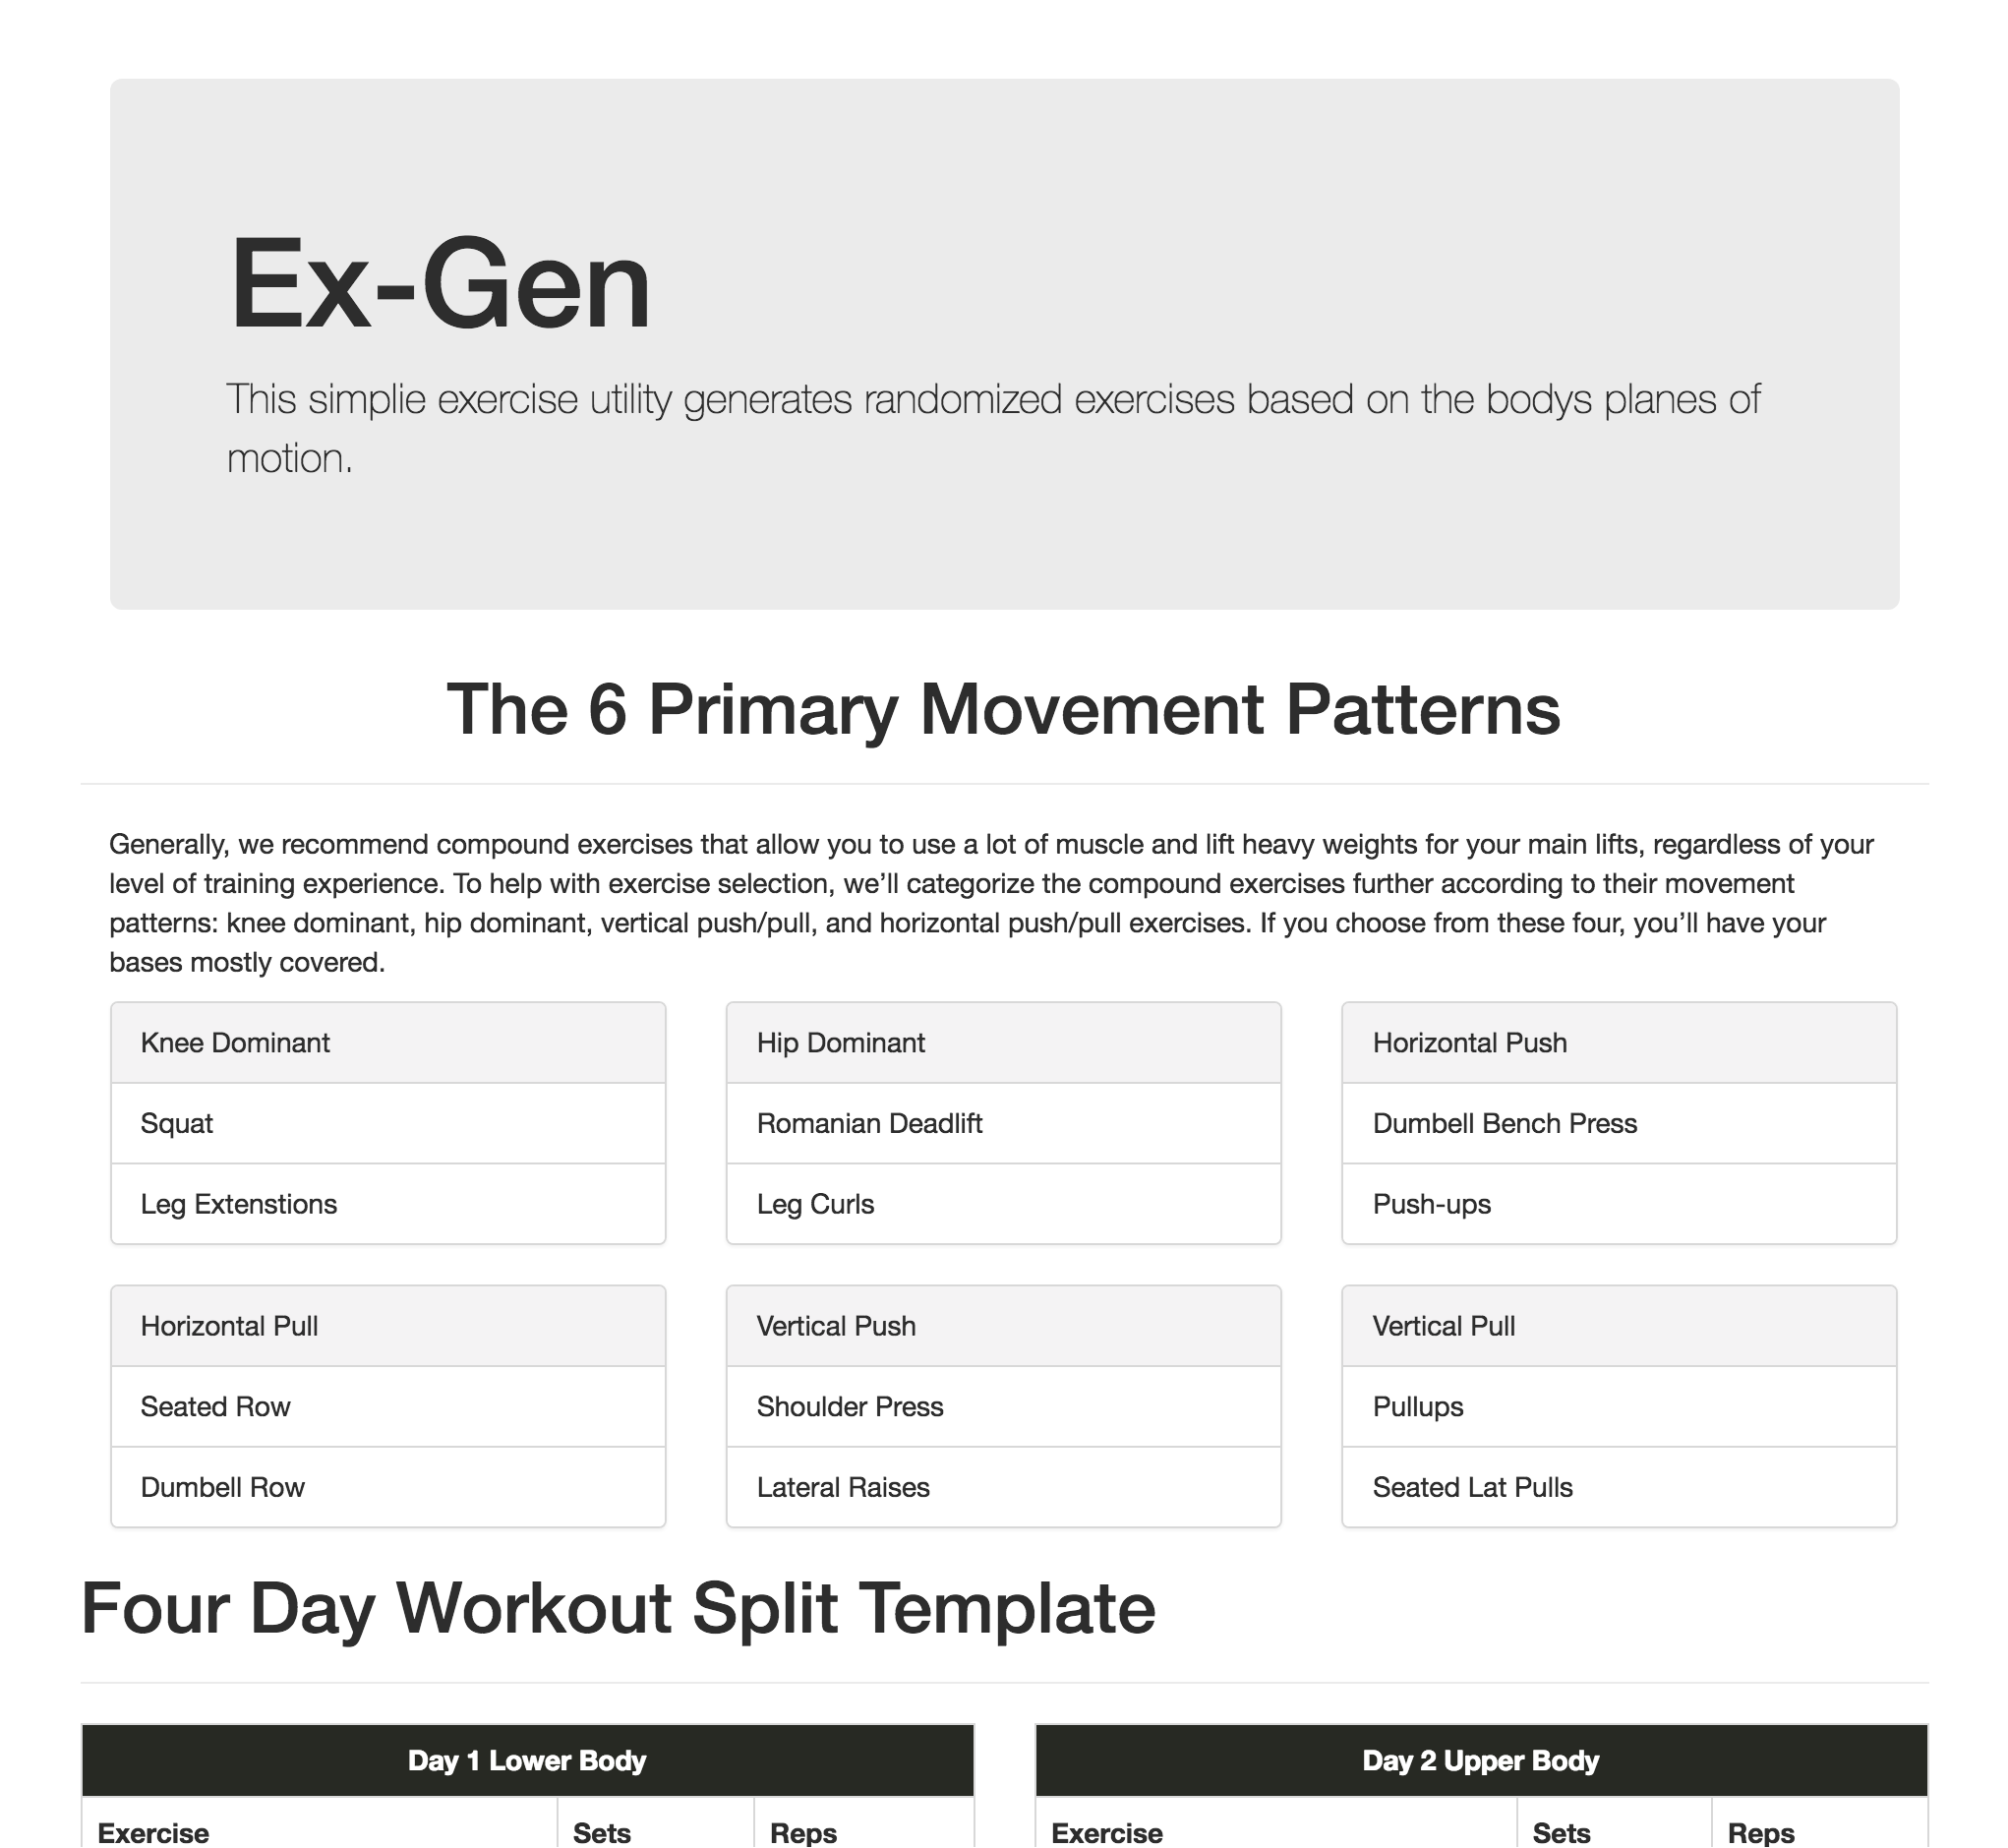 Ex-Gen
This simplie exercise utility generates randomized exercises based on the bodys planes of
motion.
The 6 Primary Movement Patterns
Generally, we recommend compound exercises that allow you to use a lot of muscle and lift heavy weights for your main lifts, regardless of your
level of training experience. To help with exercise selection, we’ll categorize the compound exercises further according to their movement
patterns: knee dominant, hip dominant, vertical push/pull, and horizontal push/pull exercises. If you choose from these four, you’ll have your
bases mostly covered.
Knee Dominant
Squat
Leg Extenstions
Hip Dominant
Romanian Deadlift
Leg Curls
Horizontal Push
Dumbell Bench Press
Push-ups
Horizontal Pull
Seated Row
Dumbell Row
Vertical Push
Shoulder Press
Lateral Raises
Vertical Pull
Pullups
Seated Lat Pulls
Four Day Workout Split Template
Day 1 Lower Body
Exercise Sets Reps
Day 2 Upper Body
Exercise Sets Reps